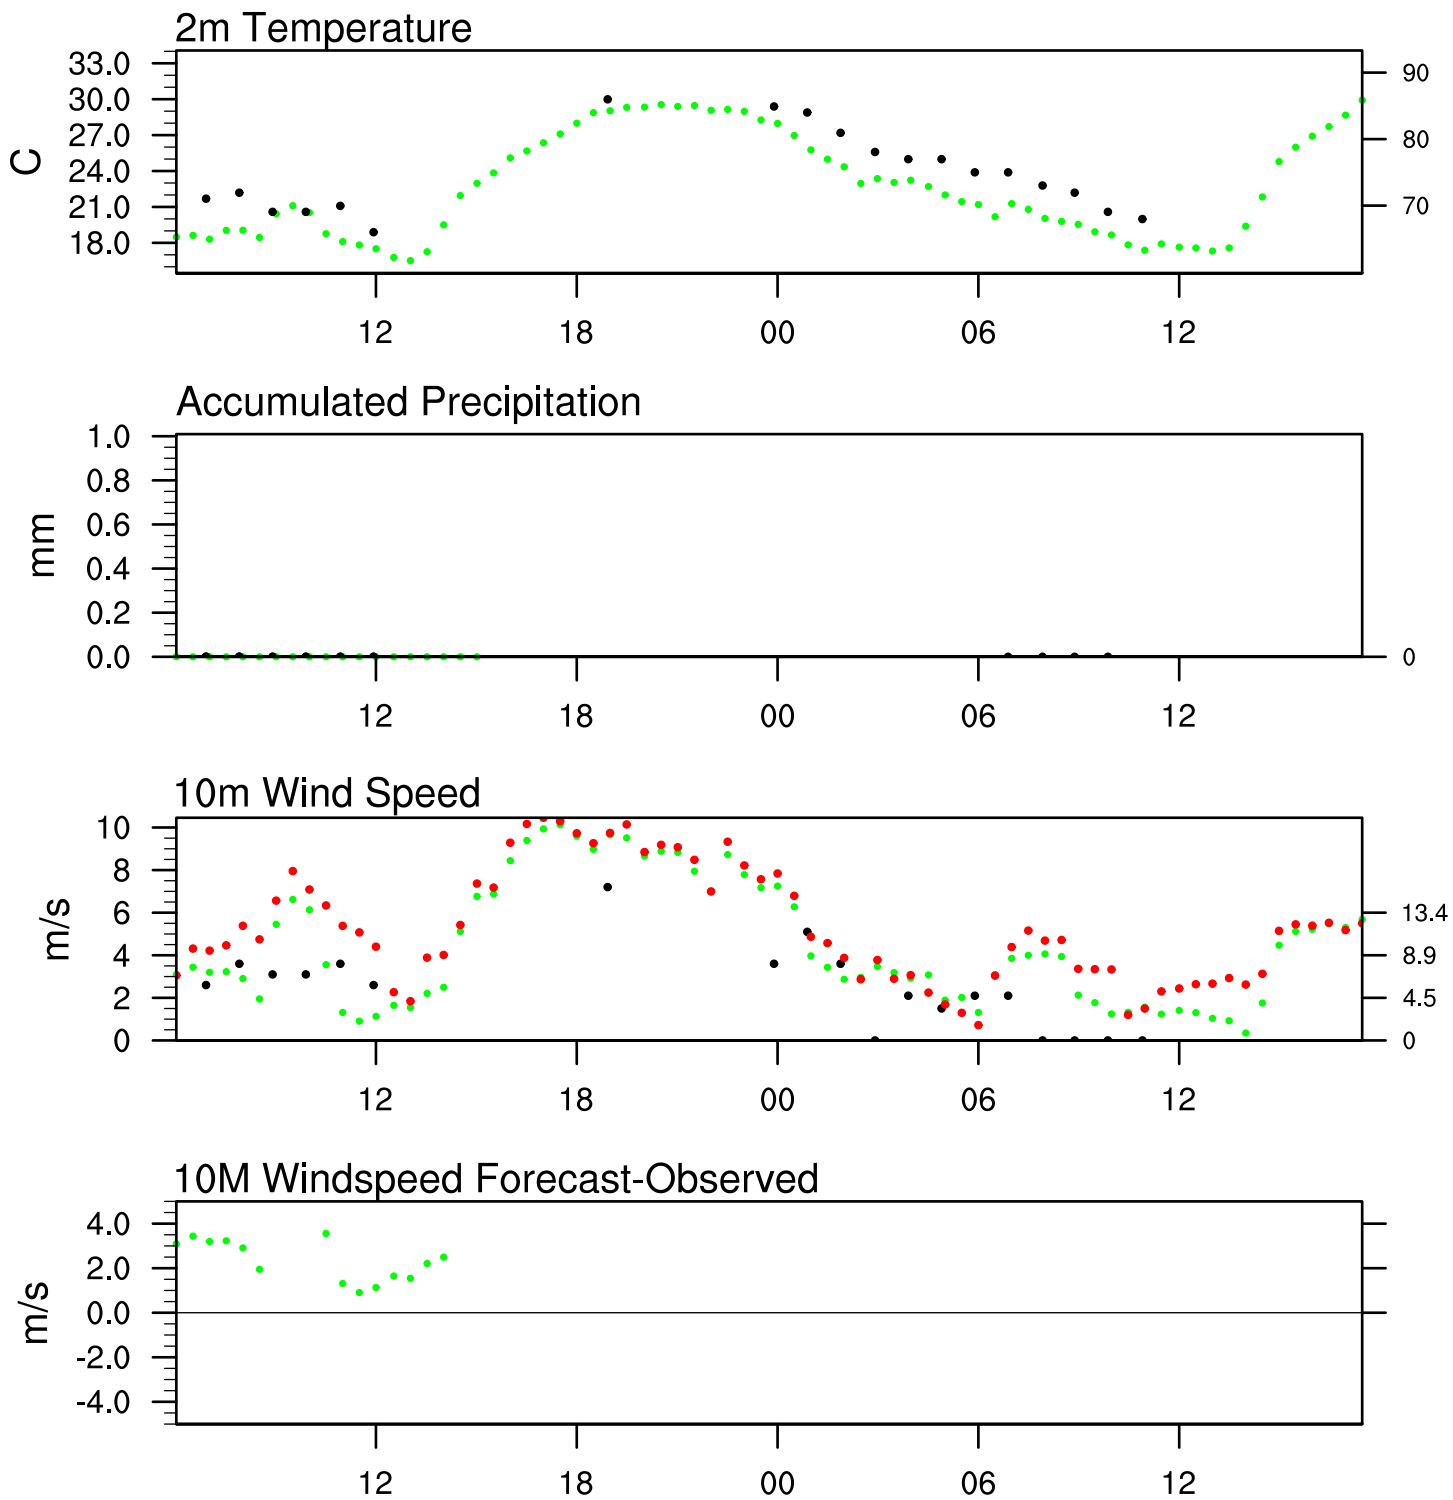 2m Temperature
33.0
30.0
27.0
24.0
21.0
18.0
C
90
80
70
12 18 00 06 12
Accumulated Precipitation
1.0
0.8
0.6
0.4
0.2
0.0
mm
0
12 18 00 06 12
10m Wind Speed
10
8
6
4
2
0
m/s
13.4
8.9
4.5
0
12 18 00 06 12
10M Windspeed Forecast-Observed
4.0
2.0
0.0
-2.0
-4.0
m/s
12 18 00 06 12